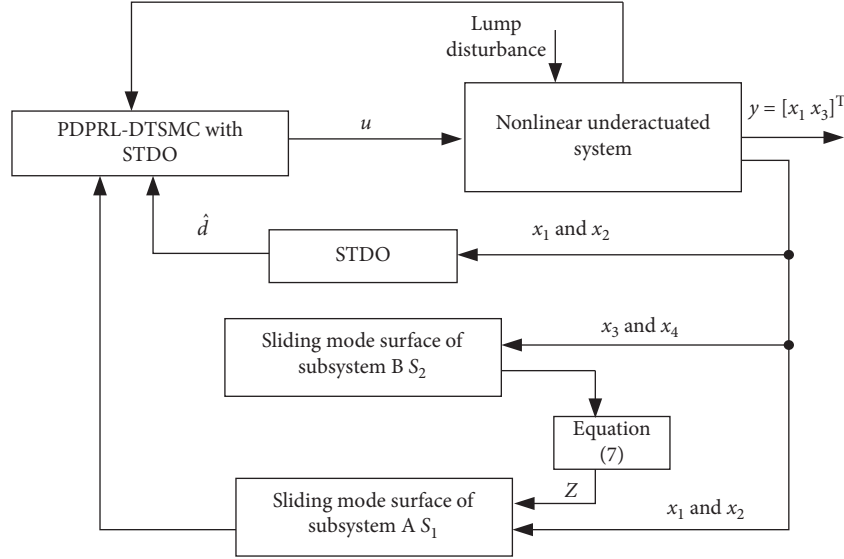 Lump
disturbance
PDPRL-DTSMC with
STDO
u
Nonlinear underactuated
system
y = [x₁ x₃]ᵀ
d̂
STDO
x₁ and x₂
Sliding mode surface of
subsystem B S₂
x₃ and x₄
Equation
(7)
Z
Sliding mode surface of
subsystem A S₁
x₁ and x₂